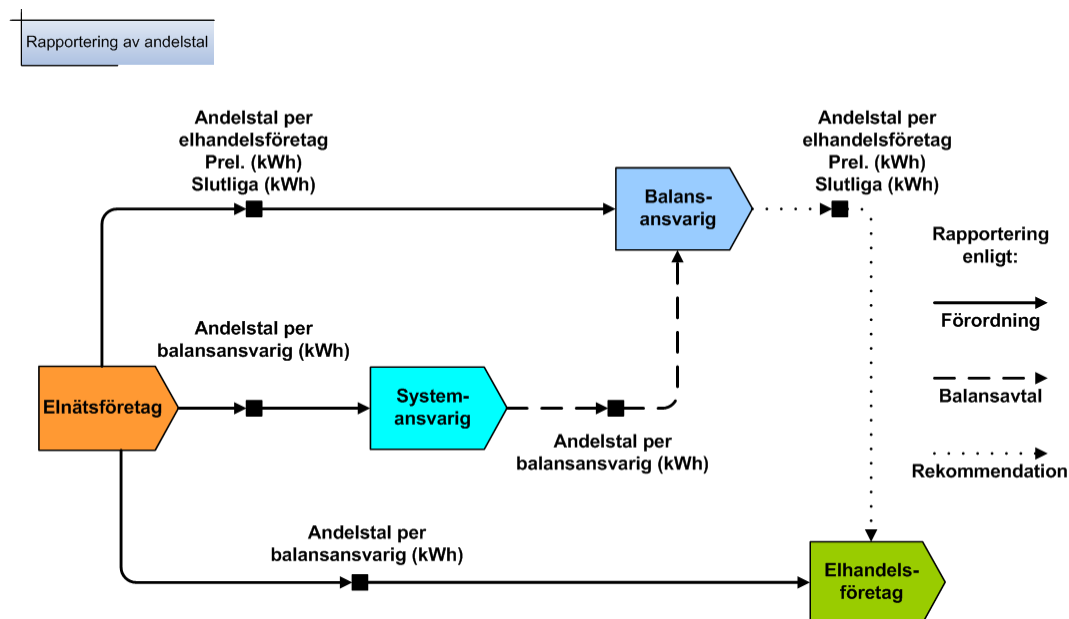 Rapportering av andelstal
Andelstal per
elhandelsföretag
Prel. (kWh)
Slutliga (kWh)
Andelstal per
elhandelsföretag
Prel. (kWh)
Slutliga (kWh)
Balans-
ansvarig
Rapportering
enligt:
Förordning
Balansavtal
Rekommendation
Andelstal per
balansansvarig (kWh)
Elnätsföretag
System-
ansvarig
Andelstal per
balansansvarig (kWh)
Andelstal per
balansansvarig (kWh)
Elhandels-
företag